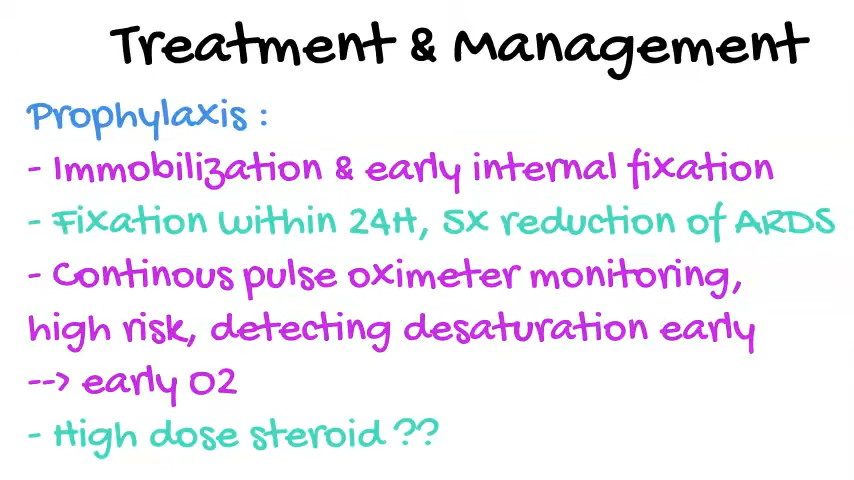 Treatment & Management
Prophylaxis :
- Immobilization & early internal fixation
- Fixation within 24H, 5x reduction of ARDS
- Continous pulse oximeter monitoring,
high risk, detecting desaturation early
--> early O2
- High dose steroid ??